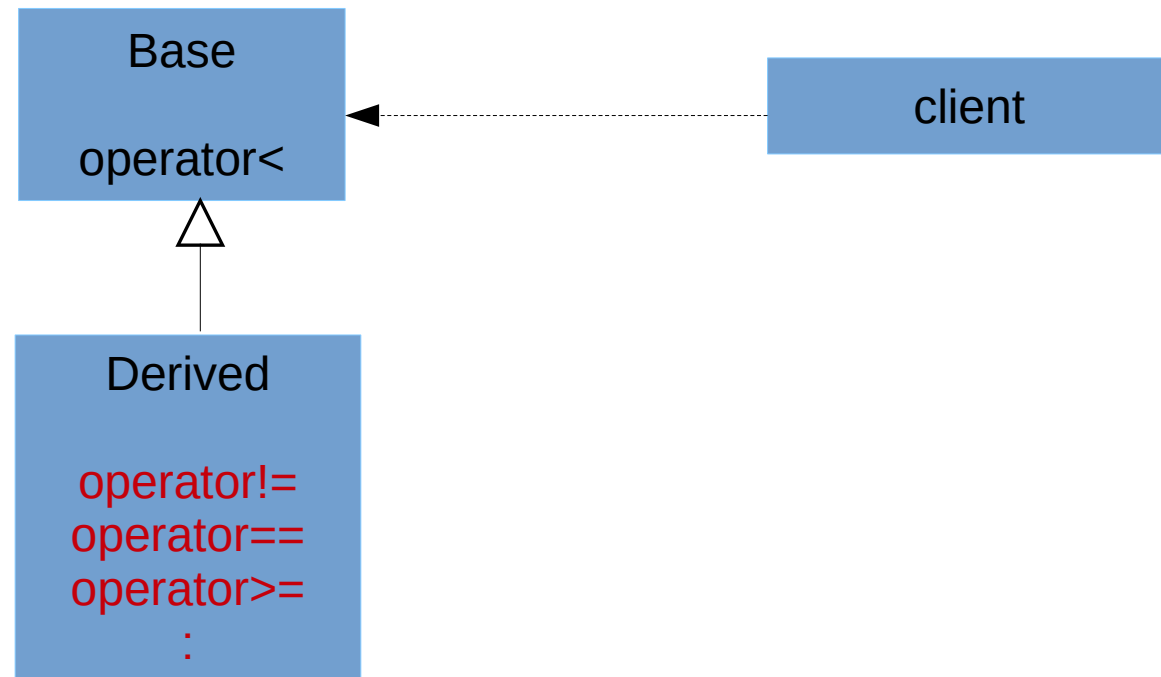 Base
operator<
client
Derived
operator!=
operator==
operator>=
: